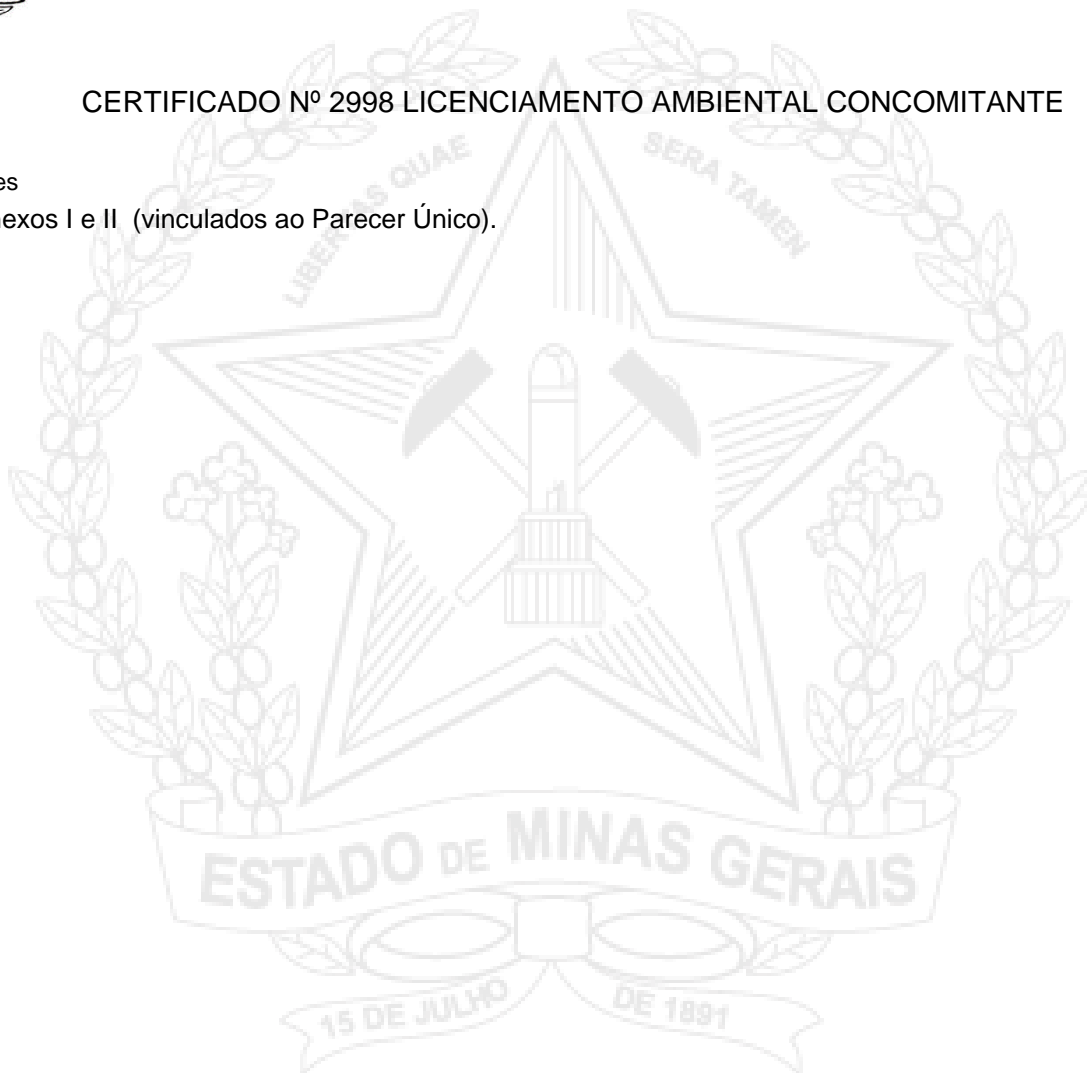 CERTIFICADO Nº 2998 LICENCIAMENTO AMBIENTAL CONCOMITANTE
es
nexos I e II (vinculados ao Parecer Único).
LIBERTAS QUAE SERA TAMEN
ESTADO DE MINAS GERAIS
15 DE JULHO DE 1891